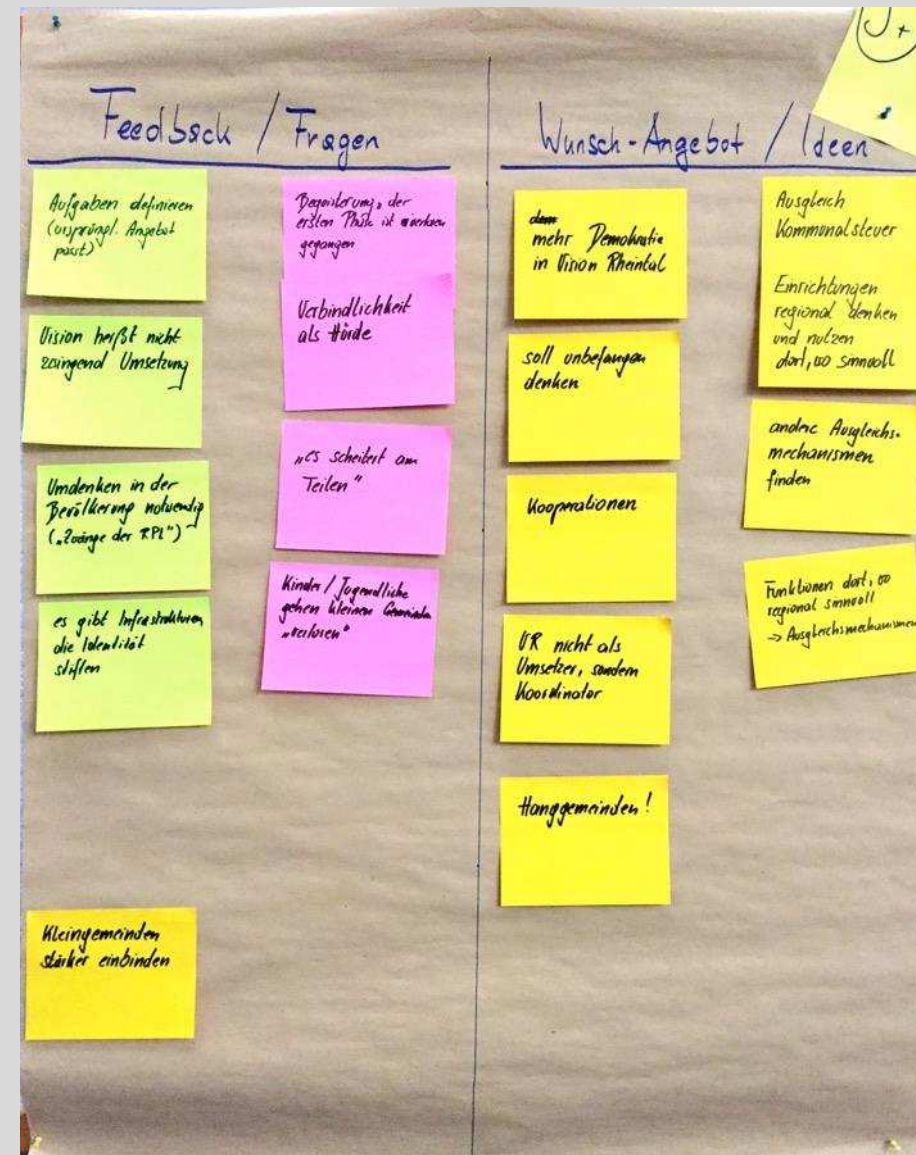 Feedback / Fragen
Aufgaben definieren
(ursprüngl. Angebot
passt)
Vision heißt nicht
zwingend Umsetzung
Umdenken in der
Bevölkerung notwendig
("Zwänge der RPL")
es gibt Infrastrukturen
die Identität
stiften
Kleingemeinden
stärker einbinden
Begeisterung, der
ersten Phase ist
gegangen
Verbindlichkeit
als Hürde
„es scheitert am
Teilen"
Kinder / Jugendliche
gehen kleinen Gemeinden
„verloren"
Wunsch-Angebot / Ideen
mehr Demokratie
in Vision Rheintal
soll unbefangen
denken
Kooperationen
VR nicht als
Umsetzer, sondern
Koordinator
Hanggemeinden!
Ausgleich
Kommunalsteuer
Einrichtungen
regional denken
und nutzen
dort, wo sinnvoll
andere Ausgleichs-
mechanismen
finden
Funktionen dort, wo
regional sinnvoll
→ Ausgleichsmechanismen